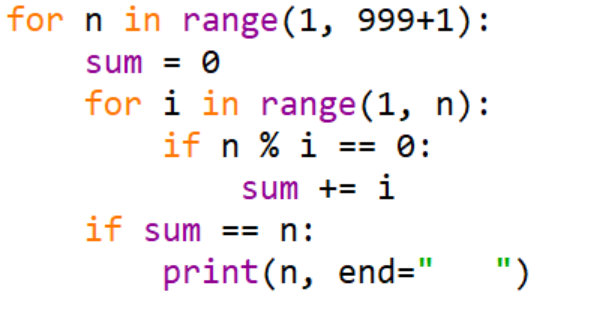 for n in range(1, 999+1):
    sum = 0
    for i in range(1, n):
        if n % i == 0:
            sum += i
    if sum == n:
        print(n, end="   ")